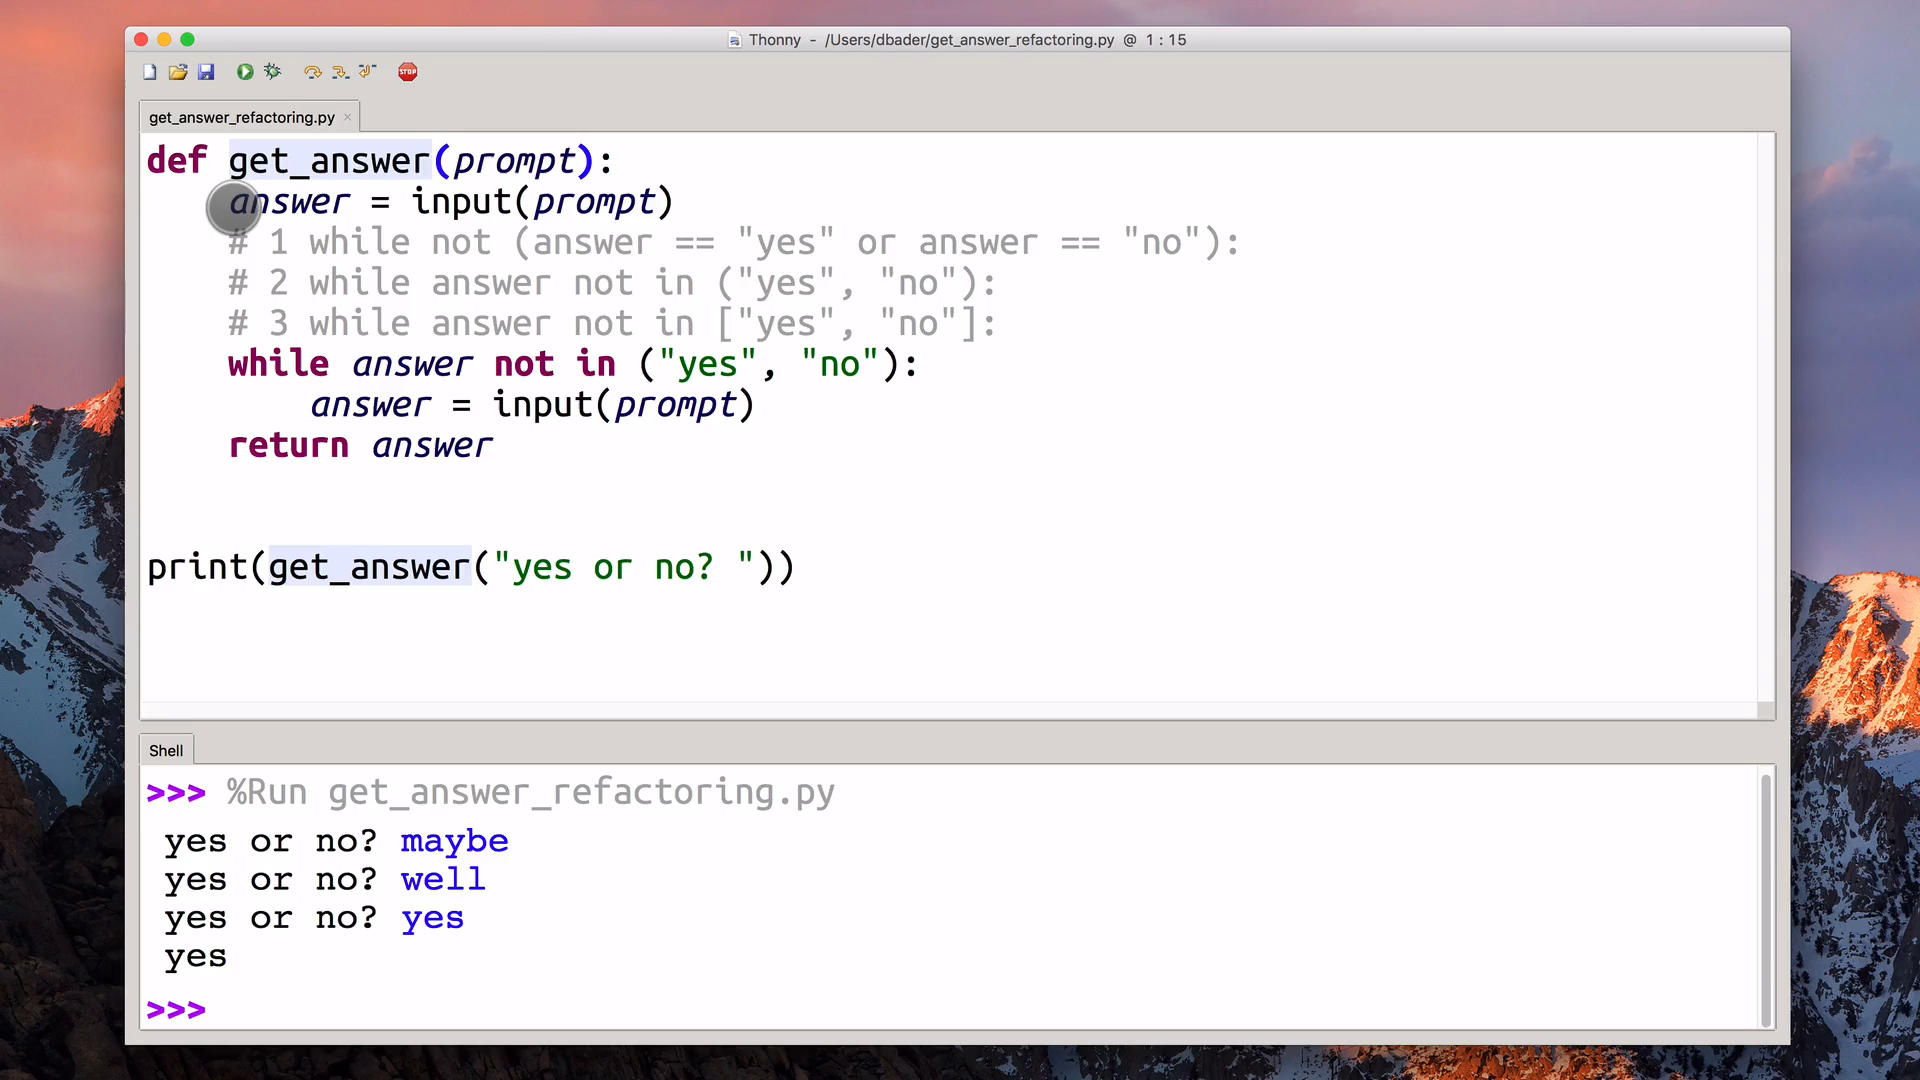 Thonny - /Users/dbader/get_answer_refactoring.py @ 1 : 15
STOP
get_answer_refactoring.py ×
def get_answer(prompt):
    answer = input(prompt)
    # 1 while not (answer == "yes" or answer == "no"):
    # 2 while answer not in ("yes", "no"):
    # 3 while answer not in ["yes", "no"]:
    while answer not in ("yes", "no"):
        answer = input(prompt)
    return answer
print(get_answer("yes or no? "))
Shell
>>> %Run get_answer_refactoring.py
yes or no? maybe
yes or no? well
yes or no? yes
yes
>>>